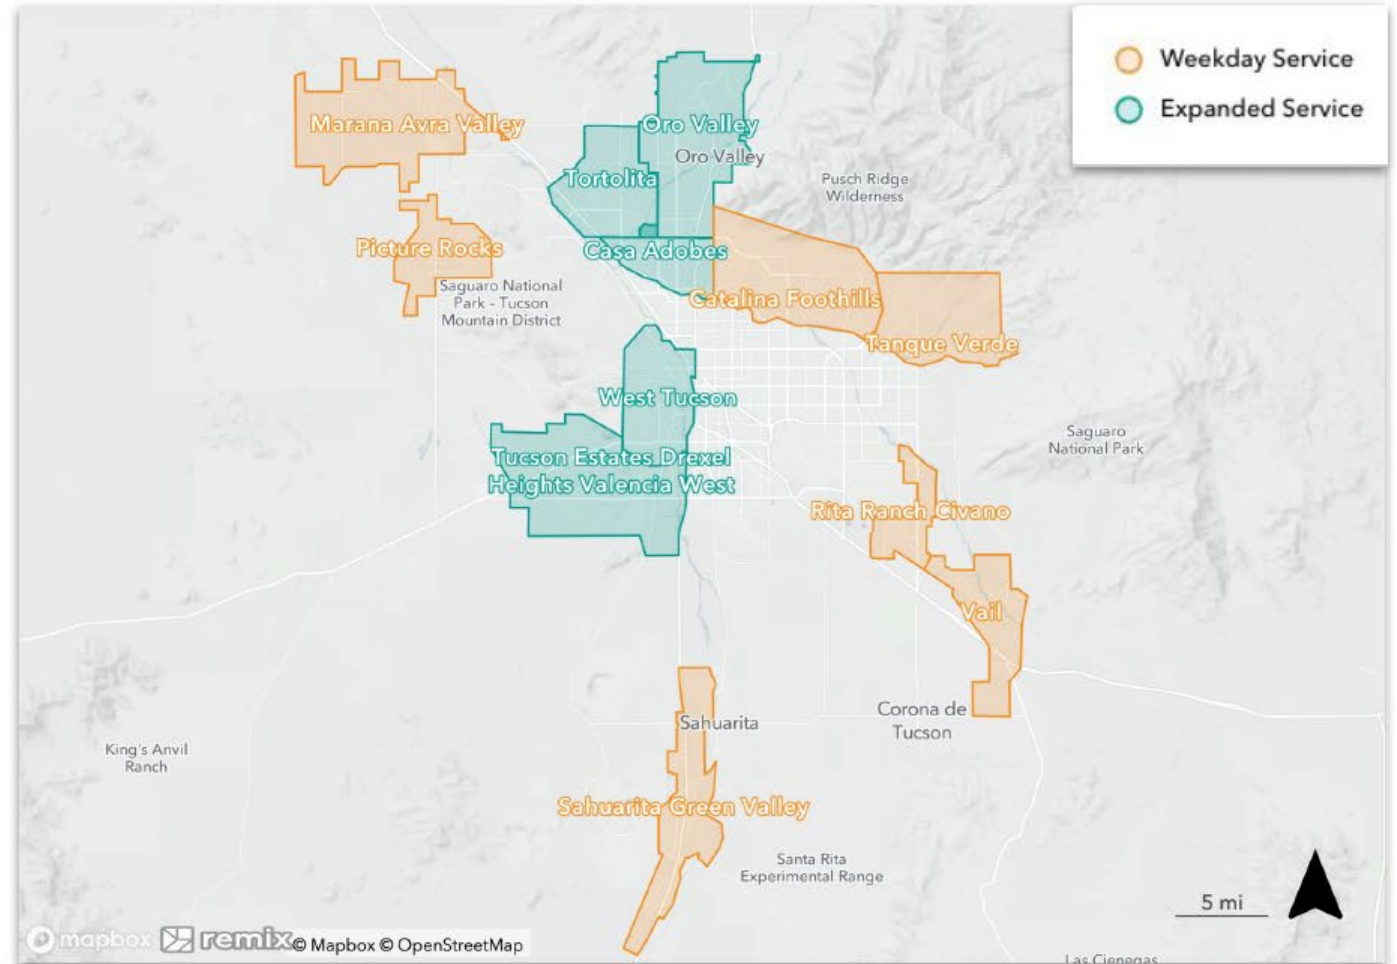 Weekday Service
Expanded Service
Marana Avra Valley
Oro Valley
Oro Valley
Tortolita
Pusch Ridge
Wilderness
Picture Rocks
Casa Adobes
Saguaro National
Park - Tucson
Mountain District
Catalina Foothills
Tanque Verde
West Tucson
Saguaro
National Park
Tucson Estates Drexel
Heights Valencia West
Rita Ranch Civano
Vail
Corona de
Tucson
Sahuarita
King's Anvil
Ranch
Sahuarita Green Valley
Santa Rita
Experimental Range
5 mi
mapbox remix © Mapbox © OpenStreetMap
Las Cienegas